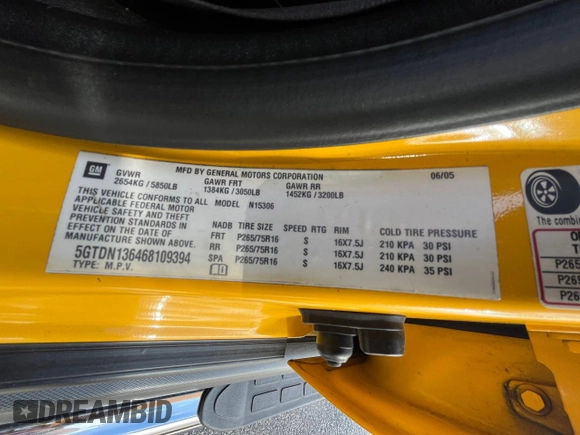 GM
MFD BY GENERAL MOTORS CORPORATION
06/05
GVWR GAWR FRT GAWR RR
2654KG / 5850LB 1384KG / 3050LB 1452KG / 3200LB
THIS VEHICLE CONFORMS TO ALL MODEL N15306
APPLICABLE FEDERAL MOTOR
VEHICLE SAFETY AND THEFT
PREVENTION STANDARDS IN
EFFECT ON THE DATE OF
MANUFACTURE SHOWN ABOVE.
5GTDN136468109394
TYPE: M.P.V.
NADB TIRE SIZE SPEED RTG RIM COLD TIRE PRESSURE
FRT P265/75R16 S 16X7.5J 210 KPA 30 PSI
RR P265/75R16 S 16X7.5J 210 KPA 30 PSI
SPA P265/75R16 S 16X7.5J 240 KPA 35 PSI
The combin
P265
P26
P26
DREAMBID